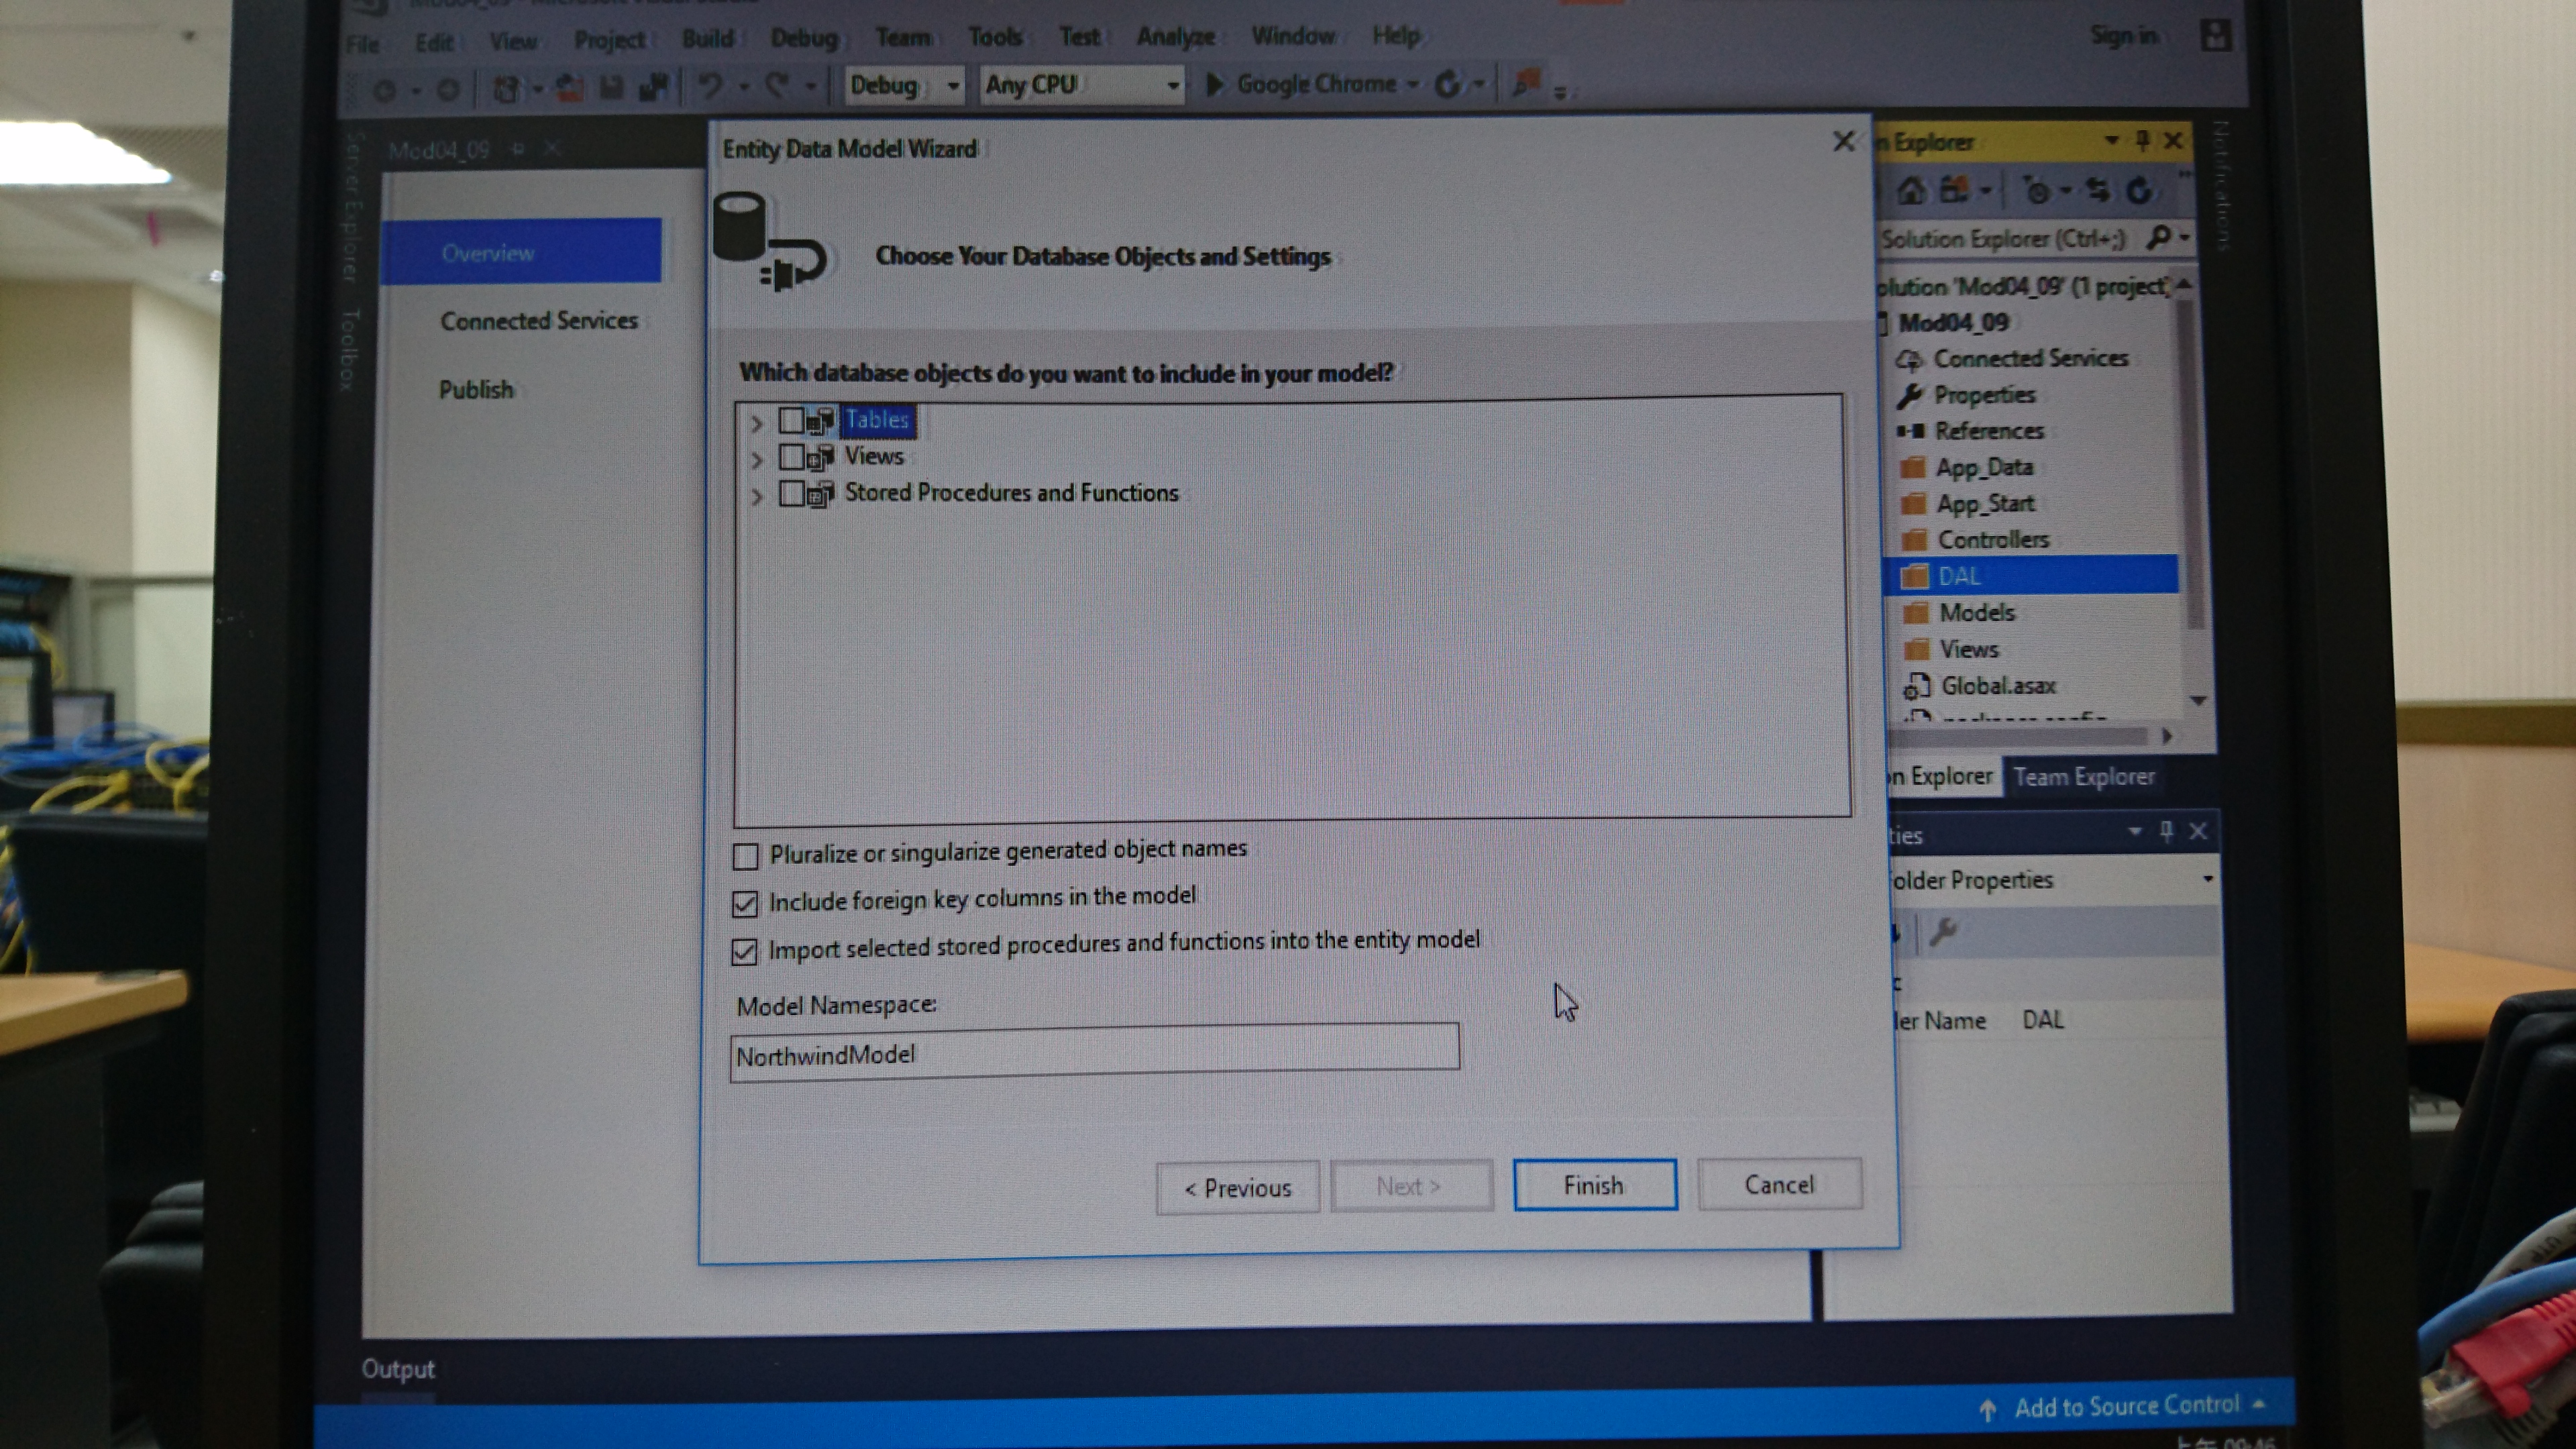 File Edit View Project Build Debug Team Tools Test Analyze Window Help Sign in
Debug Any CPU Google Chrome
Server Explorer
Toolbox
Mod04_09
Overview
Connected Services
Publish
Entity Data Model Wizard
Choose Your Database Objects and Settings
Which database objects do you want to include in your model?
Tables
Views
Stored Procedures and Functions
Pluralize or singularize generated object names
Include foreign key columns in the model
Import selected stored procedures and functions into the entity model
Model Namespace:
NorthwindModel
< Previous Next > Finish Cancel
n Explorer
Notifications
Solution Explorer (Ctrl+;)
olution 'Mod04_09' (1 project
Mod04_09
Connected Services
Properties
References
App_Data
App_Start
Controllers
DAL
Models
Views
Global.asax
n Explorer Team Explorer
ties
older Properties
ler Name DAL
Output
Add to Source Control